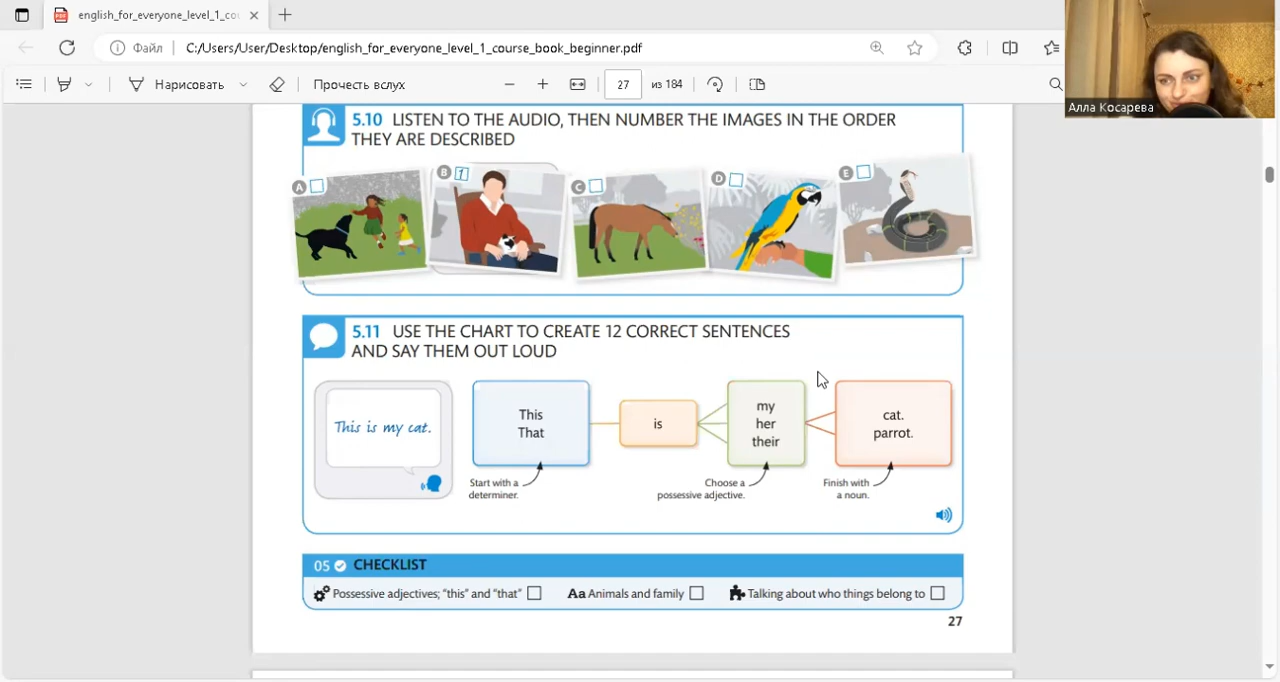 english_for_everyone_level_1_cou
Файл
C:/Users/User/Desktop/english_for_everyone_level_1_course_book_beginner.pdf
Нарисовать
Прочесть вслух
27 из 184
Алла Косарева
5.10 LISTEN TO THE AUDIO, THEN NUMBER THE IMAGES IN THE ORDER
THEY ARE DESCRIBED
A
B 1
C
D
E
5.11 USE THE CHART TO CREATE 12 CORRECT SENTENCES
AND SAY THEM OUT LOUD
This is my cat.
This
That
Start with a
determiner.
is
my
her
their
Choose a
possessive adjective.
cat.
parrot.
Finish with
a noun.
05 CHECKLIST
Possessive adjectives; "this" and "that"
Aa Animals and family
Talking about who things belong to
27